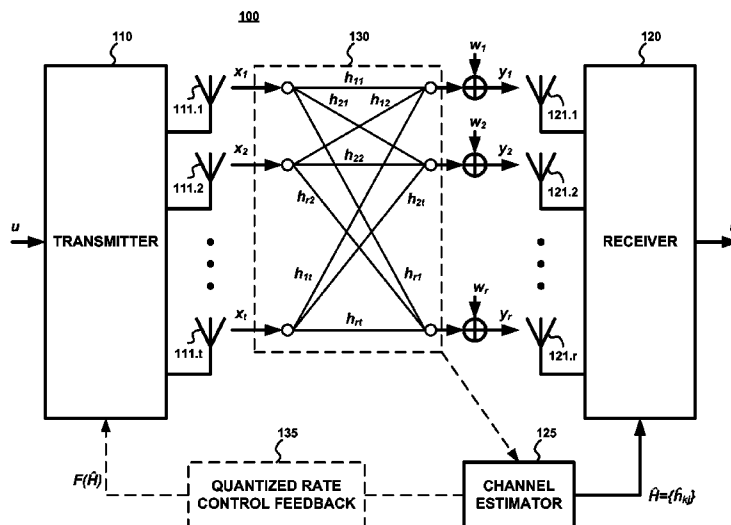 100
110
130
120
w1
x1
h11
y1
h21
h12
111.1
121.1
w2
x2
h22
y2
111.2
121.2
hr2
h2t
u
TRANSMITTER
RECEIVER
h1t
hr1
wr
xt
hrt
yr
111.t
121.r
135
125
F(Ĥ)
QUANTIZED RATE
CONTROL FEEDBACK
CHANNEL
ESTIMATOR
Ĥ={ĥkj}